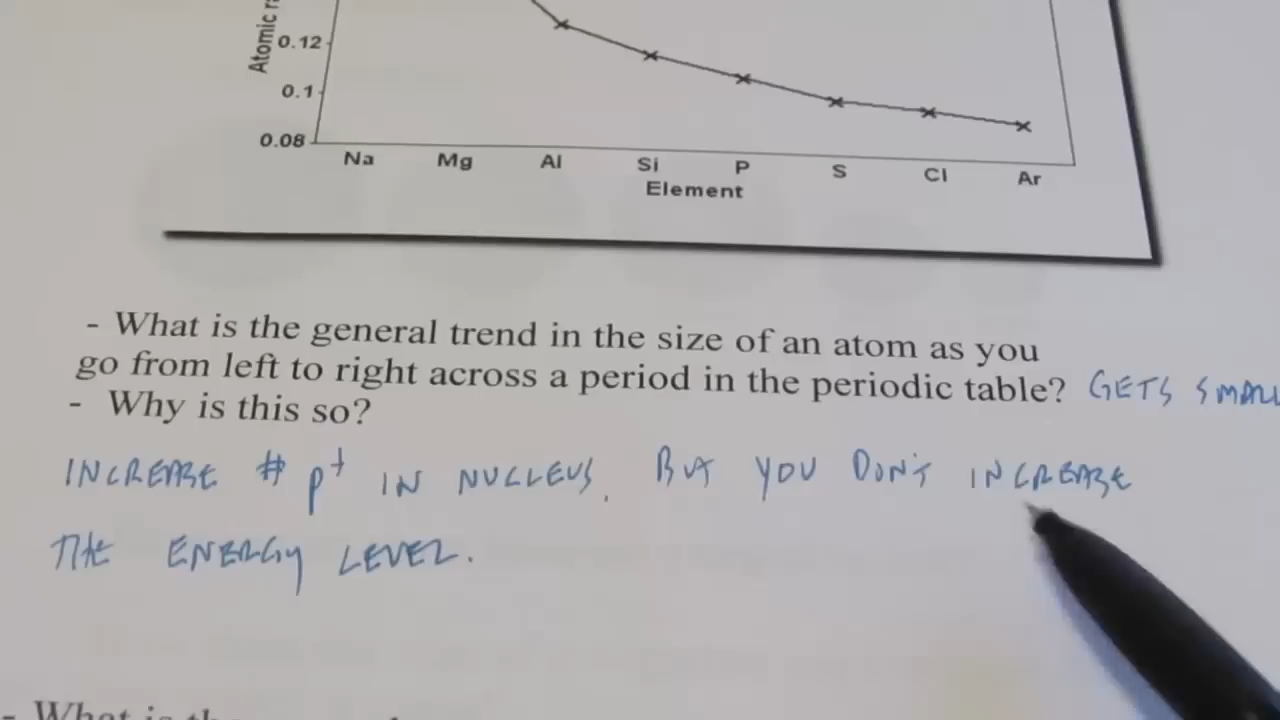 Atomic
0.12
0.1
0.08
Na Mg Al Si P S Cl Ar
Element
- What is the general trend in the size of an atom as you
go from left to right across a period in the periodic table? GETS SMALL
- Why is this so?
INCREASE # p+ IN NUCLEUS. BUT YOU DON'T INCREASE
THE ENERGY LEVEL.
- What is